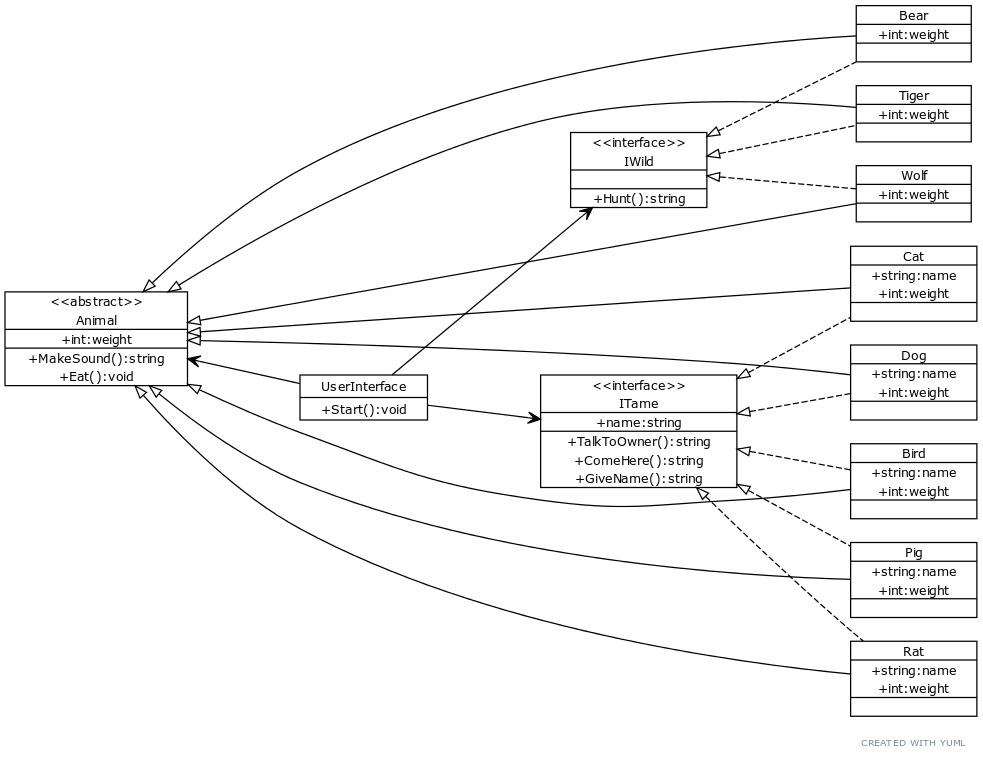 Bear
+int:weight
Tiger
+int:weight
<<interface>>
IWild
+Hunt():string
Wolf
+int:weight
Cat
+string:name
+int:weight
<<abstract>>
Animal
+int:weight
+MakeSound():string
+Eat():void
UserInterface
+Start():void
<<interface>>
ITame
+name:string
+TalkToOwner():string
+ComeHere():string
+GiveName():string
Dog
+string:name
+int:weight
Bird
+string:name
+int:weight
Pig
+string:name
+int:weight
Rat
+string:name
+int:weight
CREATED WITH YUML